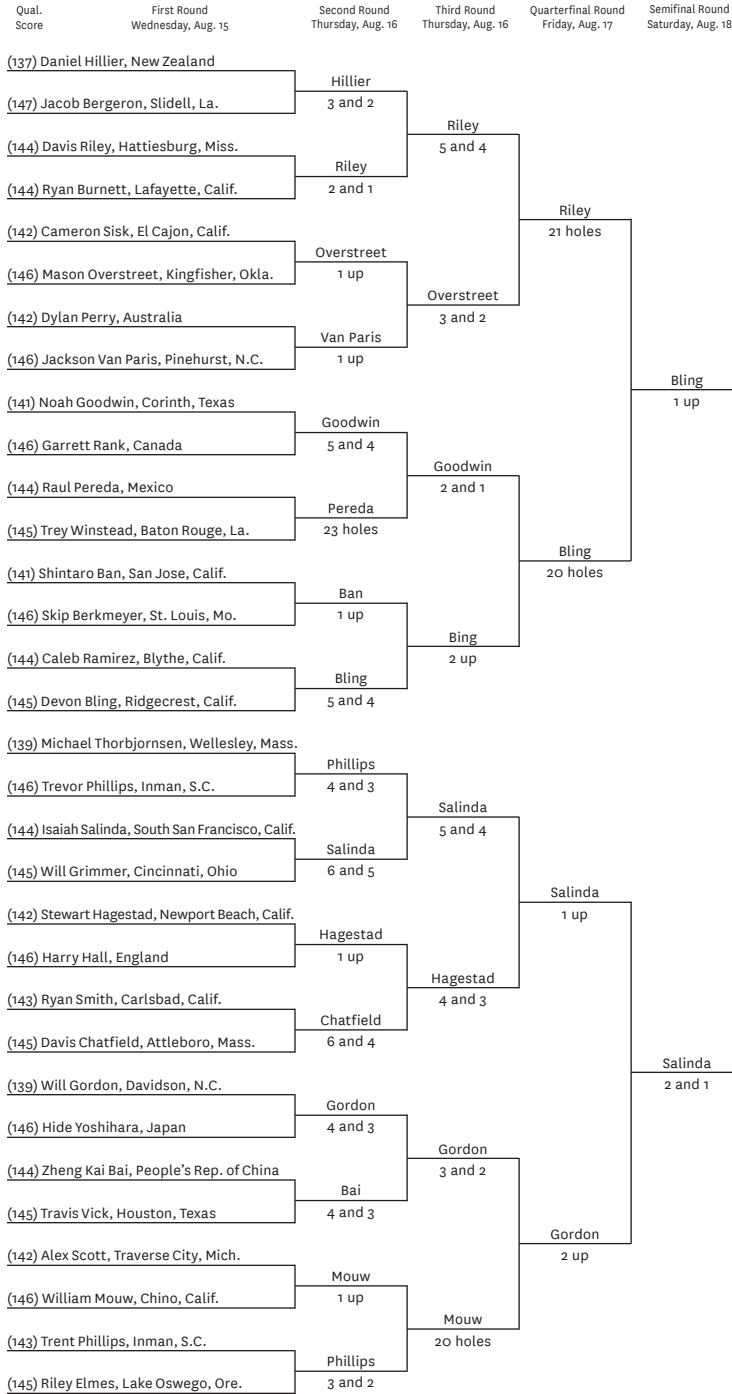 Qual.
Score
First Round
Wednesday, Aug. 15
Second Round
Thursday, Aug. 16
Third Round
Thursday, Aug. 16
Quarterfinal Round
Friday, Aug. 17
Semifinal Round
Saturday, Aug. 18
(137) Daniel Hillier, New Zealand
(147) Jacob Bergeron, Slidell, La.
(144) Davis Riley, Hattiesburg, Miss.
(144) Ryan Burnett, Lafayette, Calif.
(142) Cameron Sisk, El Cajon, Calif.
(146) Mason Overstreet, Kingfisher, Okla.
(142) Dylan Perry, Australia
(146) Jackson Van Paris, Pinehurst, N.C.
(141) Noah Goodwin, Corinth, Texas
(146) Garrett Rank, Canada
(144) Raul Pereda, Mexico
(145) Trey Winstead, Baton Rouge, La.
(141) Shintaro Ban, San Jose, Calif.
(146) Skip Berkmeyer, St. Louis, Mo.
(144) Caleb Ramirez, Blythe, Calif.
(145) Devon Bling, Ridgecrest, Calif.
(139) Michael Thorbjornsen, Wellesley, Mass.
(146) Trevor Phillips, Inman, S.C.
(144) Isaiah Salinda, South San Francisco, Calif.
(145) Will Grimmer, Cincinnati, Ohio
(142) Stewart Hagestad, Newport Beach, Calif.
(146) Harry Hall, England
(143) Ryan Smith, Carlsbad, Calif.
(145) Davis Chatfield, Attleboro, Mass.
(139) Will Gordon, Davidson, N.C.
(146) Hide Yoshihara, Japan
(144) Zheng Kai Bai, People's Rep. of China
(145) Travis Vick, Houston, Texas
(142) Alex Scott, Traverse City, Mich.
(146) William Mouw, Chino, Calif.
(143) Trent Phillips, Inman, S.C.
(145) Riley Elmes, Lake Oswego, Ore.
Hillier
3 and 2
Riley
2 and 1
Overstreet
1 up
Van Paris
1 up
Goodwin
5 and 4
Pereda
23 holes
Ban
1 up
Bling
5 and 4
Phillips
4 and 3
Salinda
6 and 5
Hagestad
1 up
Chatfield
6 and 4
Gordon
4 and 3
Bai
4 and 3
Mouw
1 up
Phillips
3 and 2
Riley
5 and 4
Overstreet
3 and 2
Goodwin
2 and 1
Bing
2 up
Salinda
5 and 4
Hagestad
4 and 3
Gordon
3 and 2
Mouw
20 holes
Riley
21 holes
Bling
20 holes
Salinda
1 up
Gordon
2 up
Bling
1 up
Salinda
2 and 1